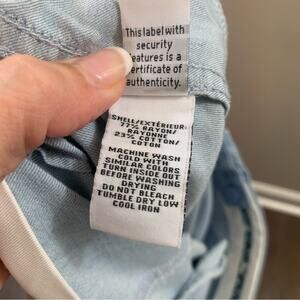 This label with
security
features is a
certificate of
authenticity.
SHELL/EXTÉRIEUR
77% RAYON/
RAYONNE
23% COTTON/
COTON
MACHINE WASH
COLD WITH
SIMILAR COLORS
TURN INSIDE OUT
BEFORE WASHING
DRYING
DO NOT BLEACH
TUMBLE DRY LOW
COOL IRON